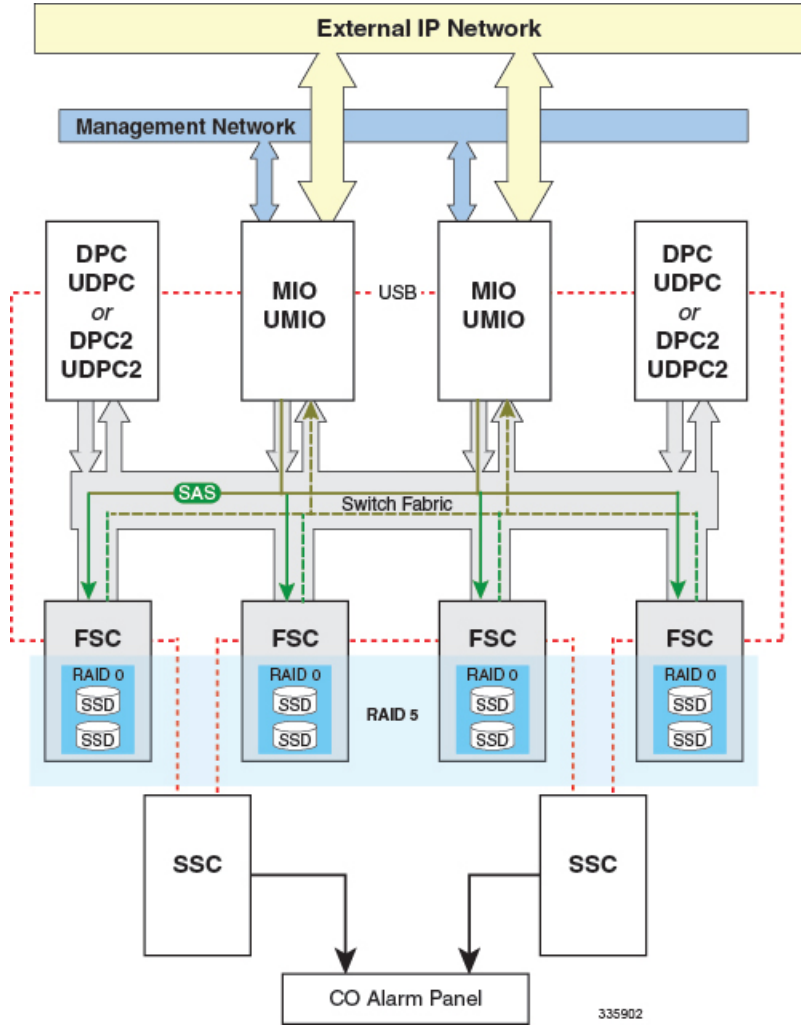 External IP Network
Management Network
DPC
UDPC
or
DPC2
UDPC2
MIO
UMIO
USB
MIO
UMIO
DPC
UDPC
or
DPC2
UDPC2
SAS
Switch Fabric
FSC
RAID 0
SSD
SSD
FSC
RAID 0
SSD
SSD
RAID 5
FSC
RAID 0
SSD
SSD
FSC
RAID 0
SSD
SSD
SSC
SSC
CO Alarm Panel
335902